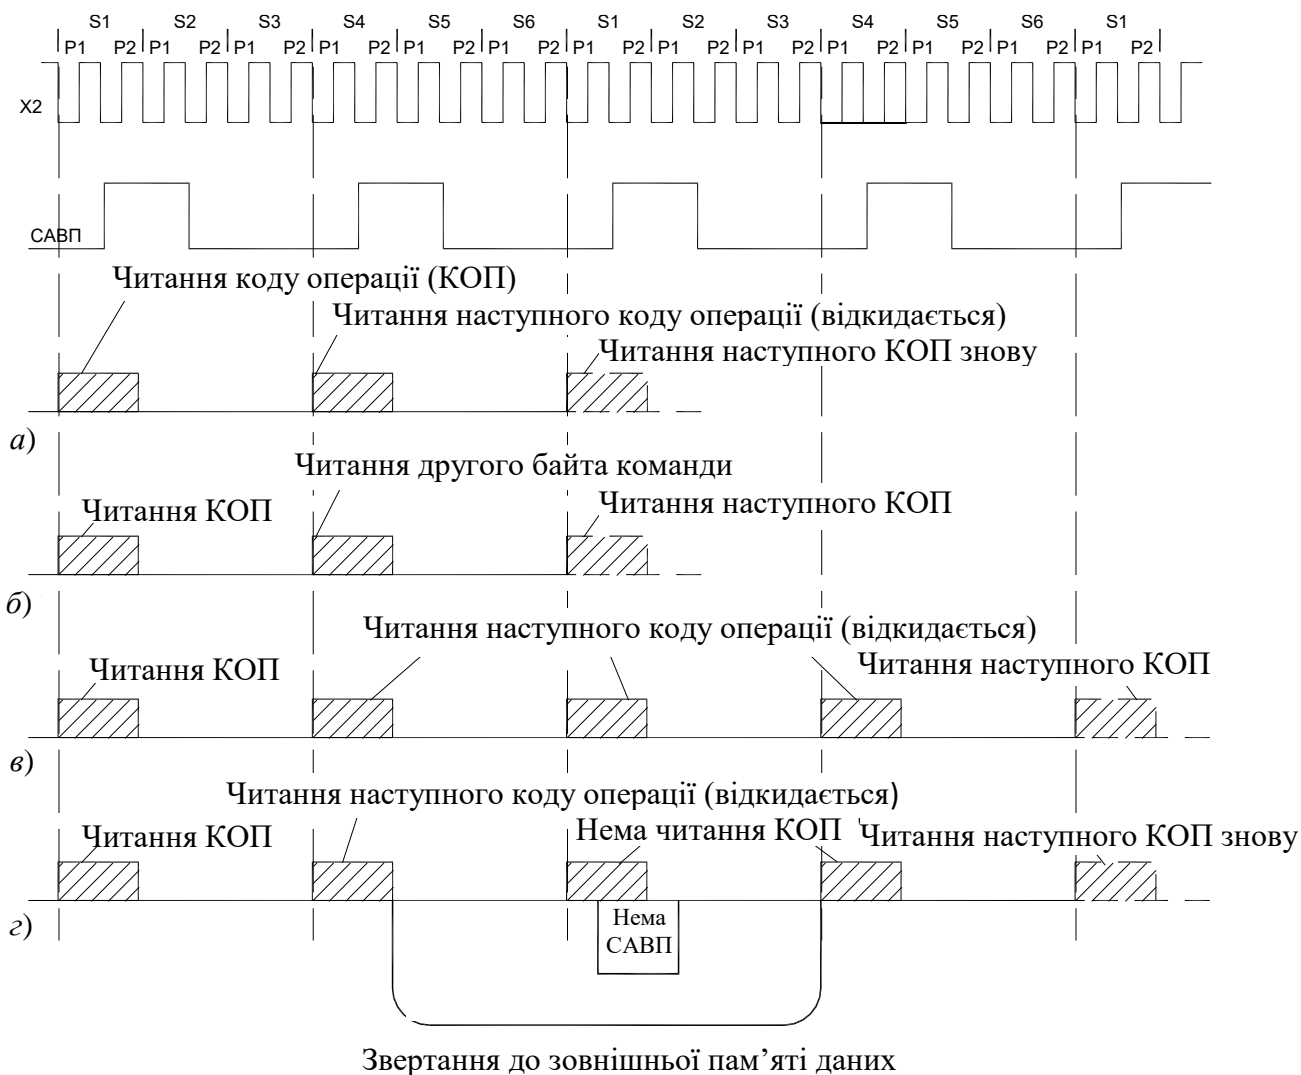 S1 S2 S3 S4 S5 S6 S1 S2 S3 S4 S5 S6 S1
P1 P2 P1 P2 P1 P2 P1 P2 P1 P2 P1 P2 P1 P2 P1 P2 P1 P2 P1 P2 P1 P2 P1 P2 P1 P2
X2
САВП
Читання коду операції (КОП)
Читання наступного коду операції (відкидається)
Читання наступного КОП знову
а)
Читання другого байта команди
Читання КОП
Читання наступного КОП
б)
Читання наступного коду операції (відкидається)
Читання КОП
Читання наступного КОП
в)
Читання наступного коду операції (відкидається)
Читання КОП
Нема читання КОП
Читання наступного КОП знову
г)
Нема
САВП
Звертання до зовнішньої пам’яті даних